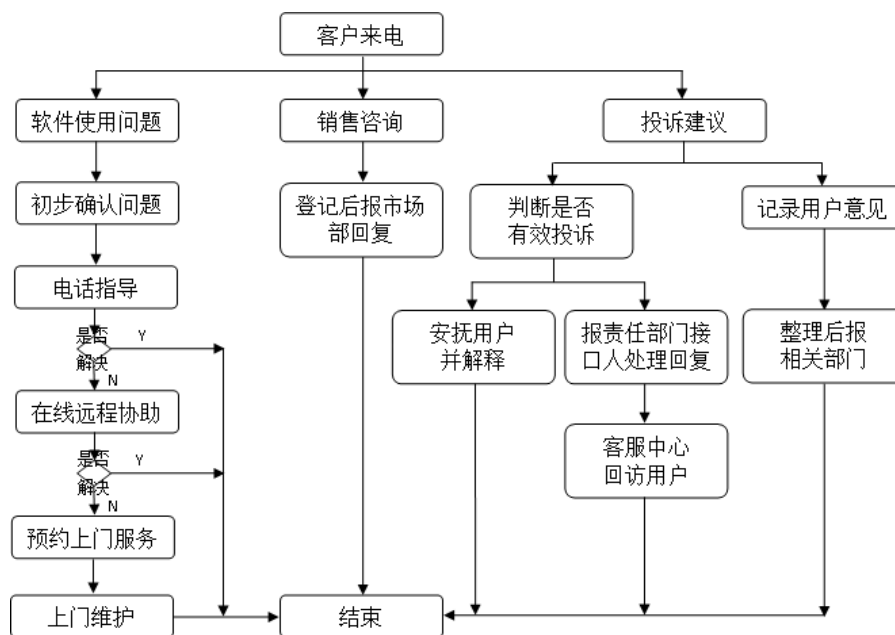 客户来电
软件使用问题
销售咨询
投诉建议
初步确认问题
登记后报市场
部回复
判断是否
有效投诉
记录用户意见
电话指导
是否
解决
Y
N
安抚用户
并解释
报责任部门接
口人处理回复
整理后报
相关部门
在线远程协助
是否
解决
Y
N
客服中心
回访用户
预约上门服务
上门维护
结束